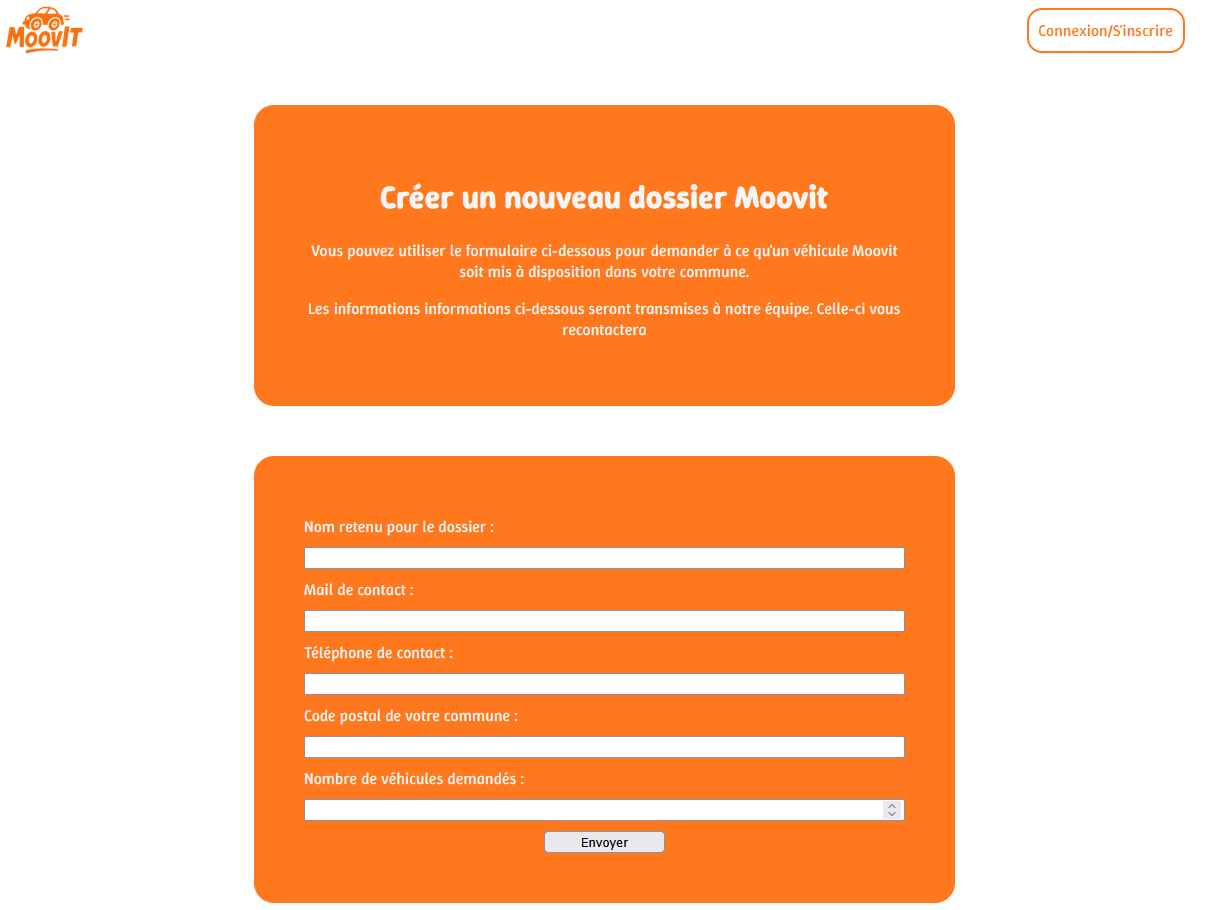 MoovIT
Connexion/S'inscrire
Créer un nouveau dossier Moovit
Vous pouvez utiliser le formulaire ci-dessous pour demander à ce qu'un véhicule Moovit
soit mis à disposition dans votre commune.
Les informations informations ci-dessous seront transmises à notre équipe. Celle-ci vous
recontactera
Nom retenu pour le dossier :
Mail de contact :
Téléphone de contact :
Code postal de votre commune :
Nombre de véhicules demandés :
Envoyer